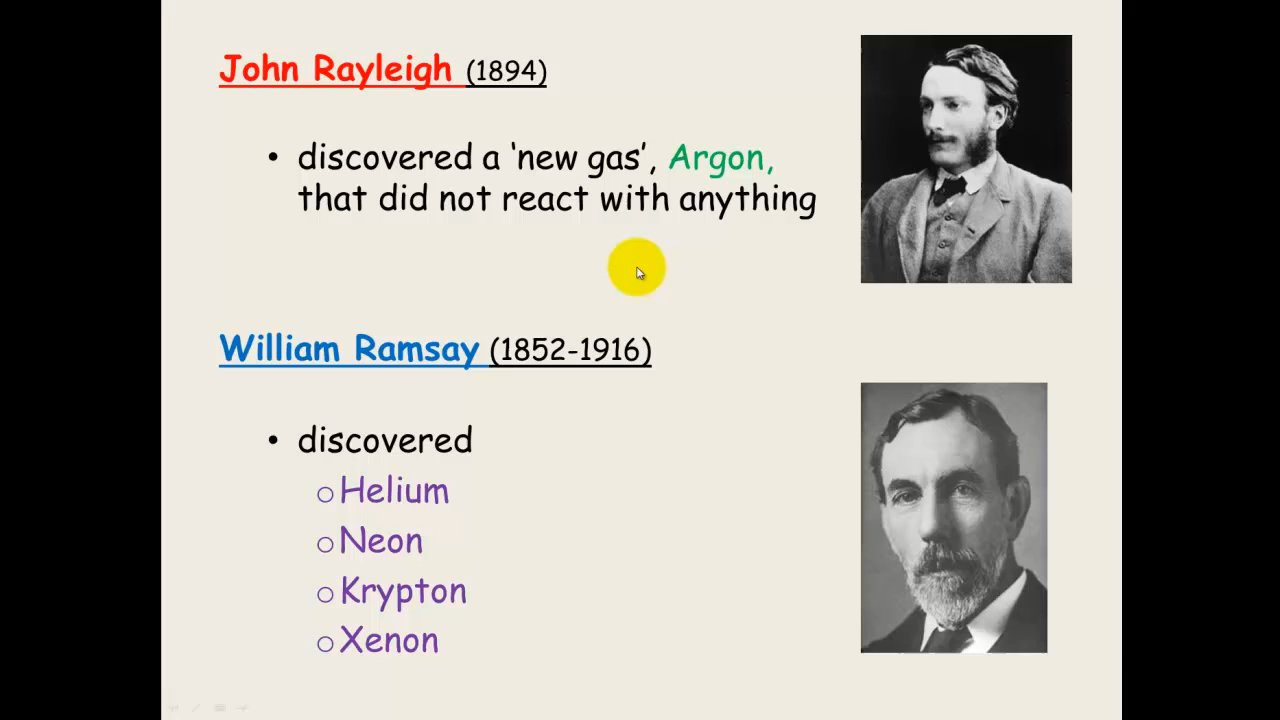 John Rayleigh (1894)
• discovered a ‘new gas’, Argon,
that did not react with anything
William Ramsay (1852-1916)
• discovered
o Helium
o Neon
o Krypton
o Xenon